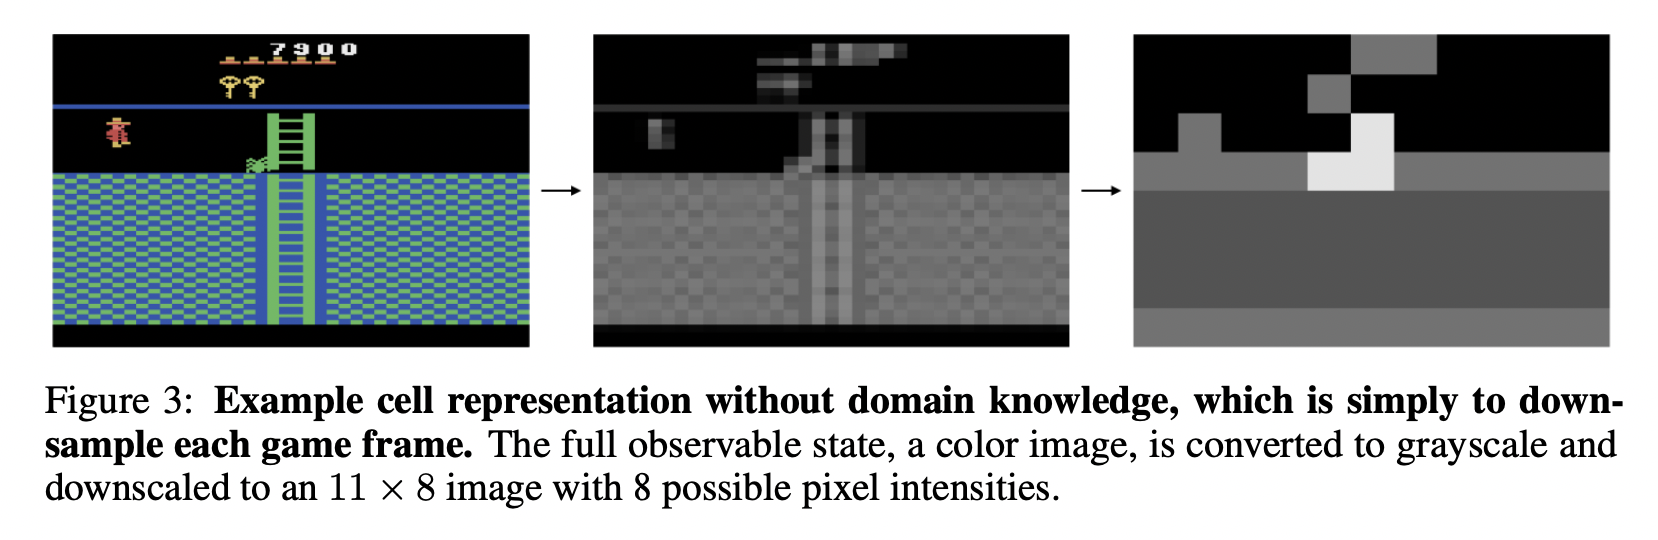 7900
Figure 3: Example cell representation without domain knowledge, which is simply to down-
sample each game frame. The full observable state, a color image, is converted to grayscale and
downscaled to an 11 × 8 image with 8 possible pixel intensities.